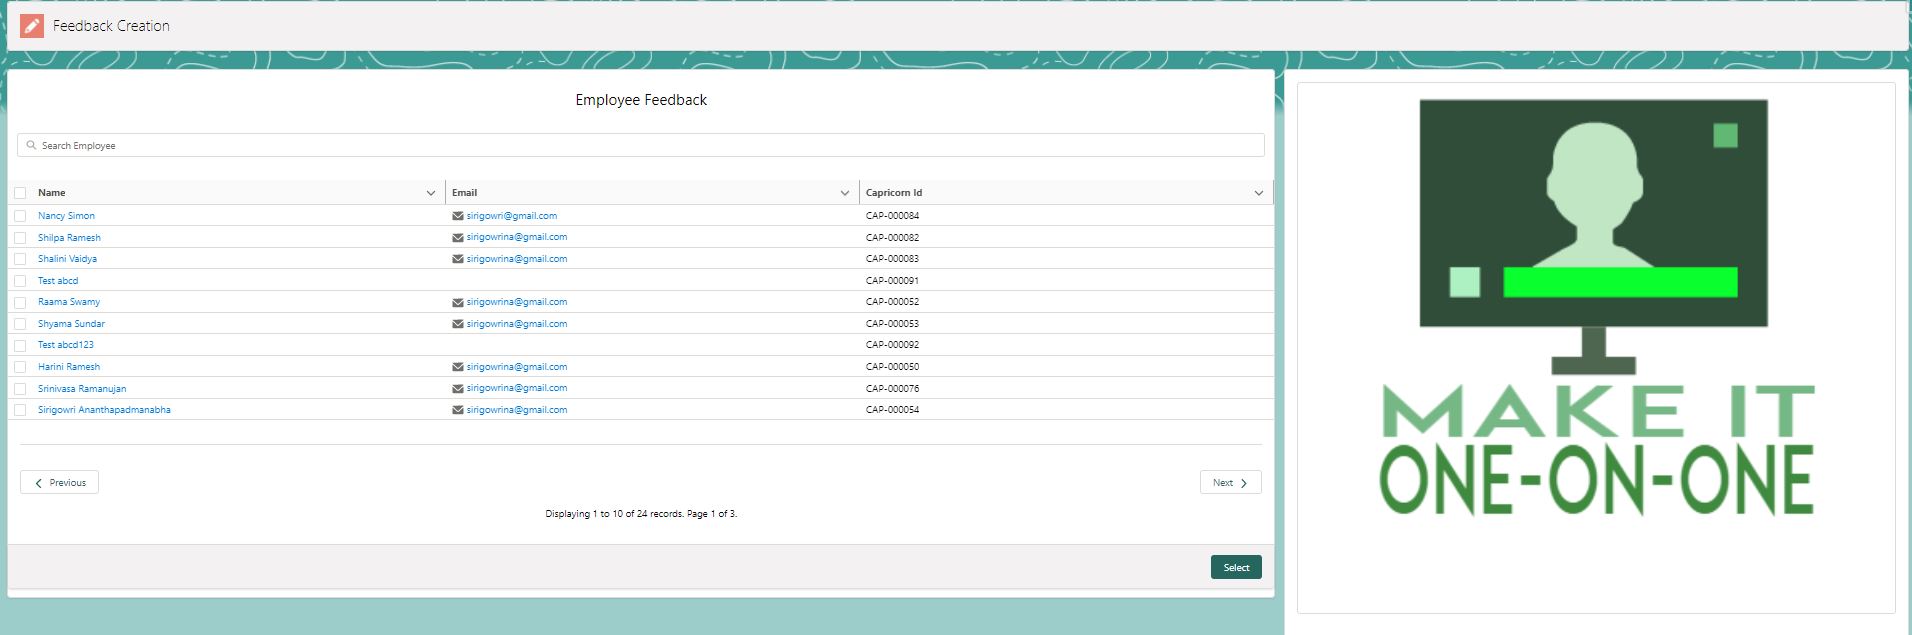 Feedback Creation
Employee Feedback
Search Employee
Name Email Capricorn Id
Nancy Simon sirigowri@gmail.com CAP-000084
Shilpa Ramesh sirigowrina@gmail.com CAP-000082
Shalini Vaidya sirigowrina@gmail.com CAP-000083
Test abcd CAP-000091
Raama Swamy sirigowrina@gmail.com CAP-000052
Shyama Sundar sirigowrina@gmail.com CAP-000053
Test abcd123 CAP-000092
Harini Ramesh sirigowrina@gmail.com CAP-000050
Srinivasa Ramanujan sirigowrina@gmail.com CAP-000076
Sirigowri Ananthapadmanabha sirigowrina@gmail.com CAP-000054
Previous Next
Displaying 1 to 10 of 24 records. Page 1 of 3.
Select
MAKE IT
ONE-ON-ONE